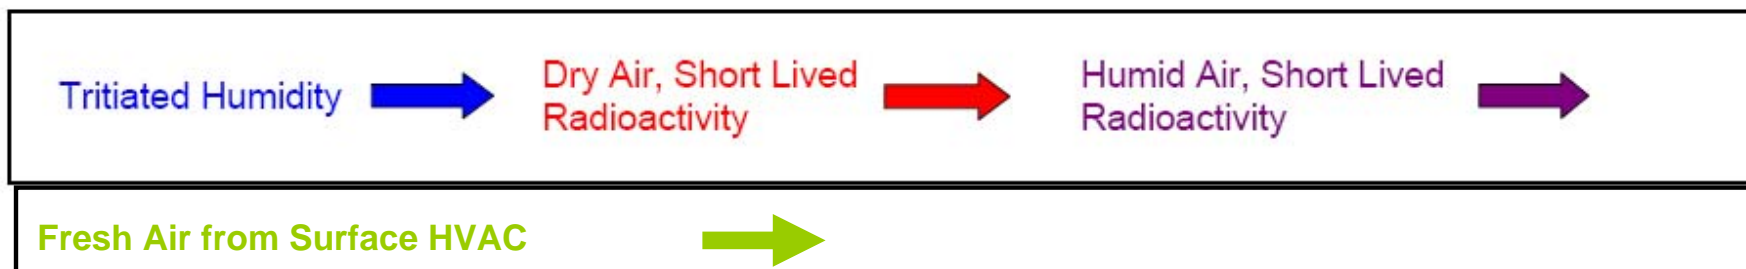 Tritiated Humidity
Dry Air, Short Lived
Radioactivity
Humid Air, Short Lived
Radioactivity
Fresh Air from Surface HVAC